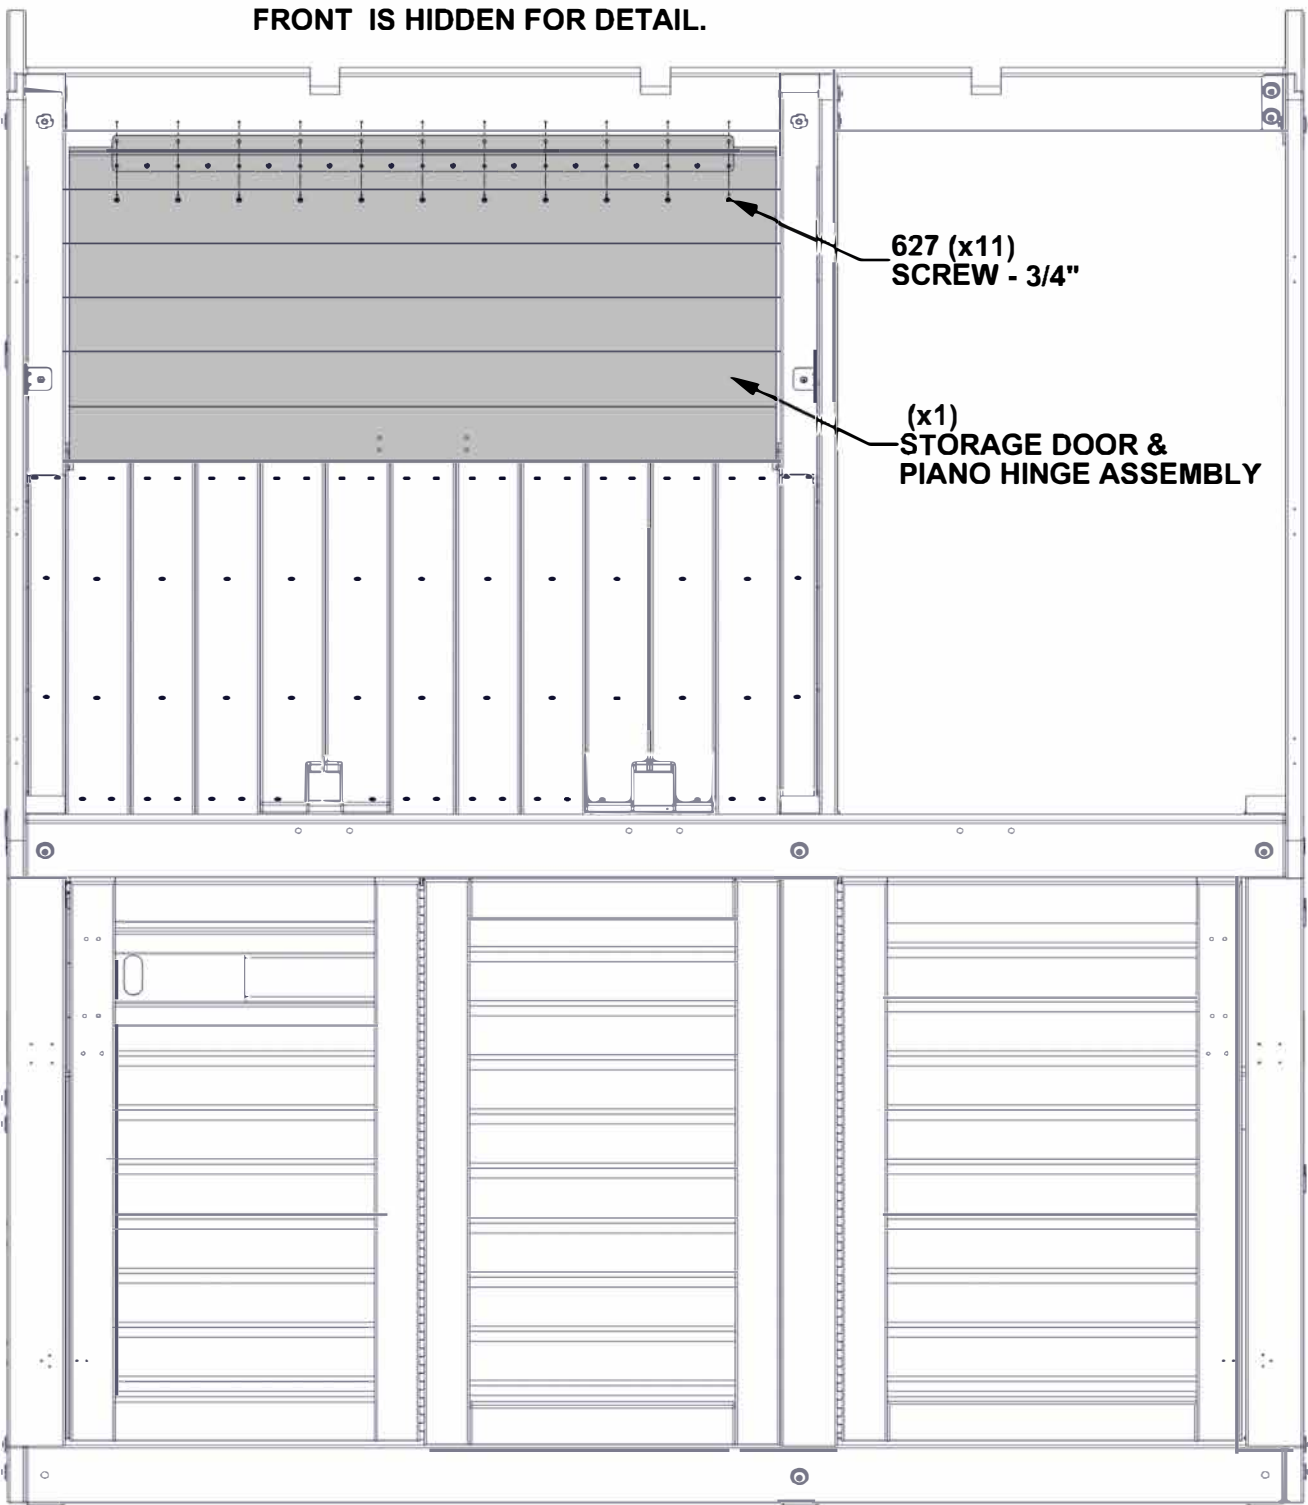 FRONT IS HIDDEN FOR DETAIL.
627 (x11)
SCREW - 3/4"
(x1)
STORAGE DOOR &
PIANO HINGE ASSEMBLY